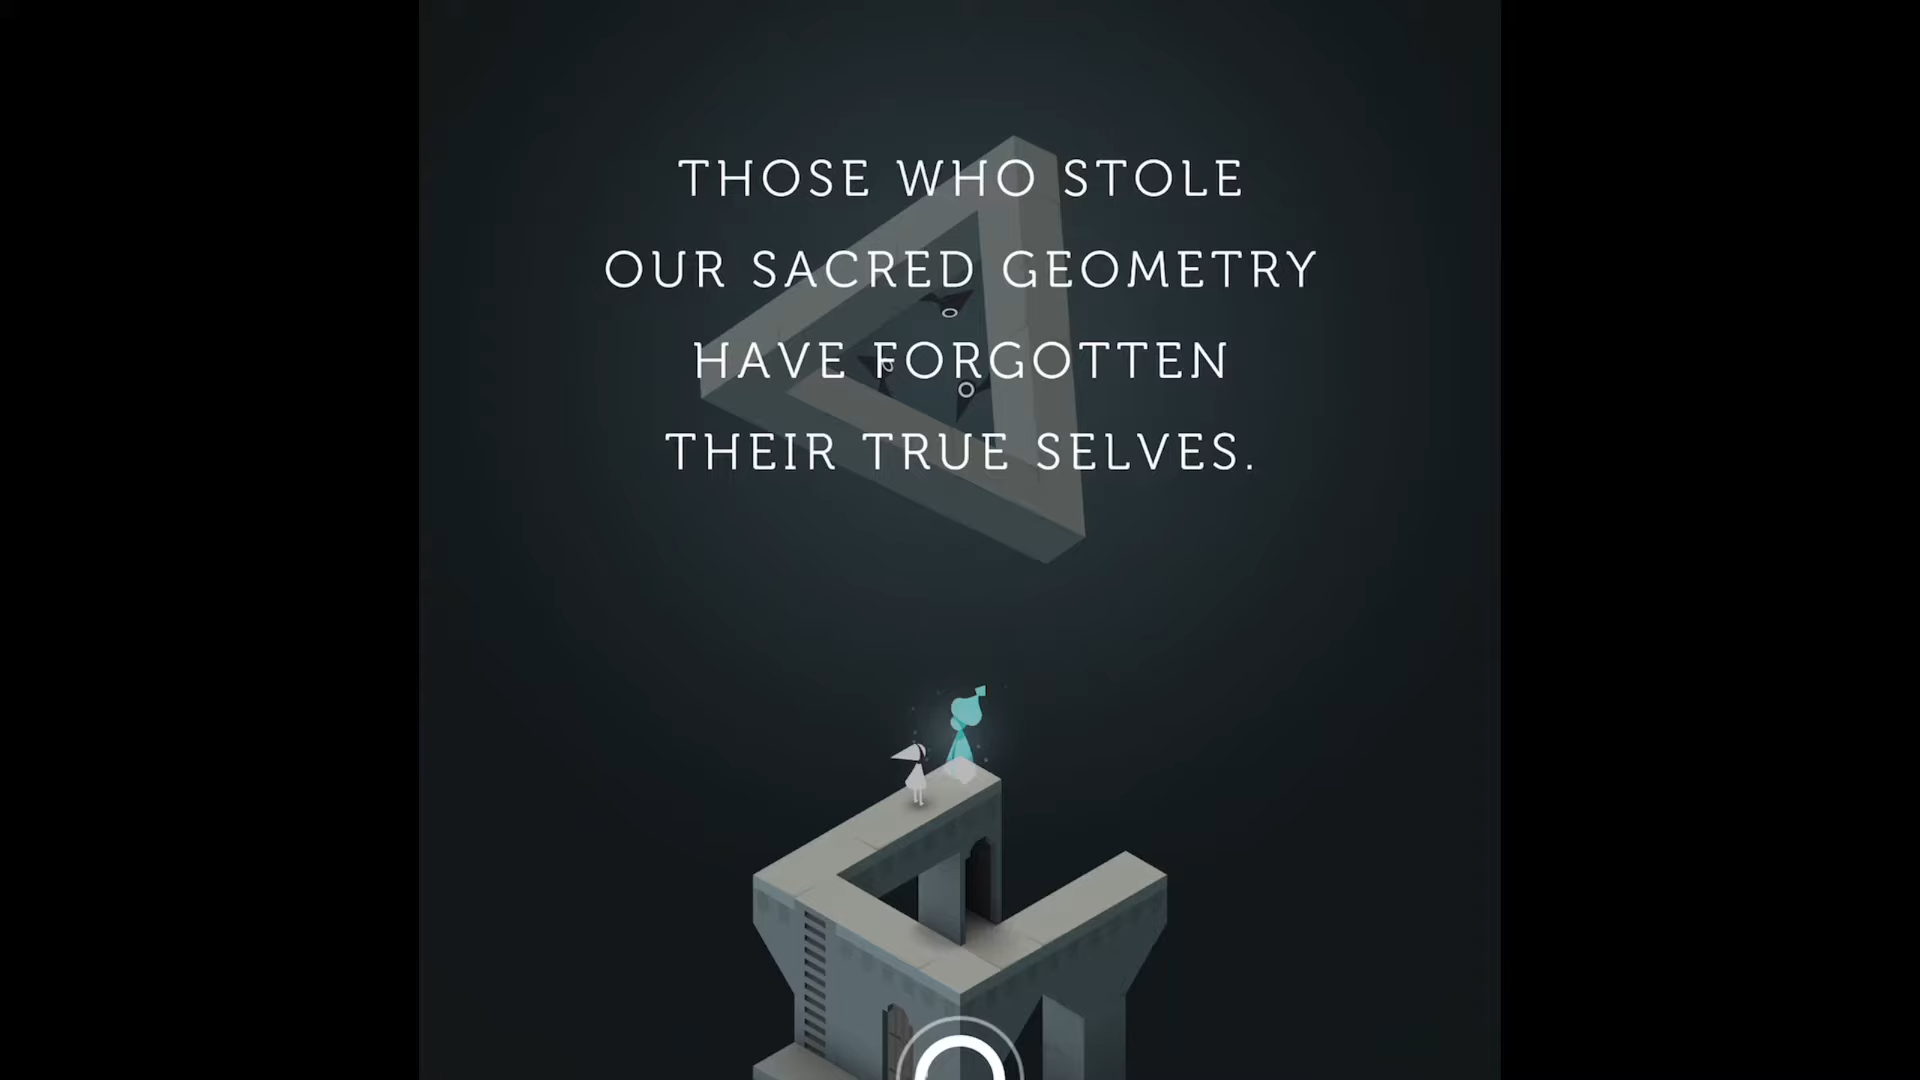 THOSE WHO STOLE
OUR SACRED GEOMETRY
HAVE FORGOTTEN
THEIR TRUE SELVES.